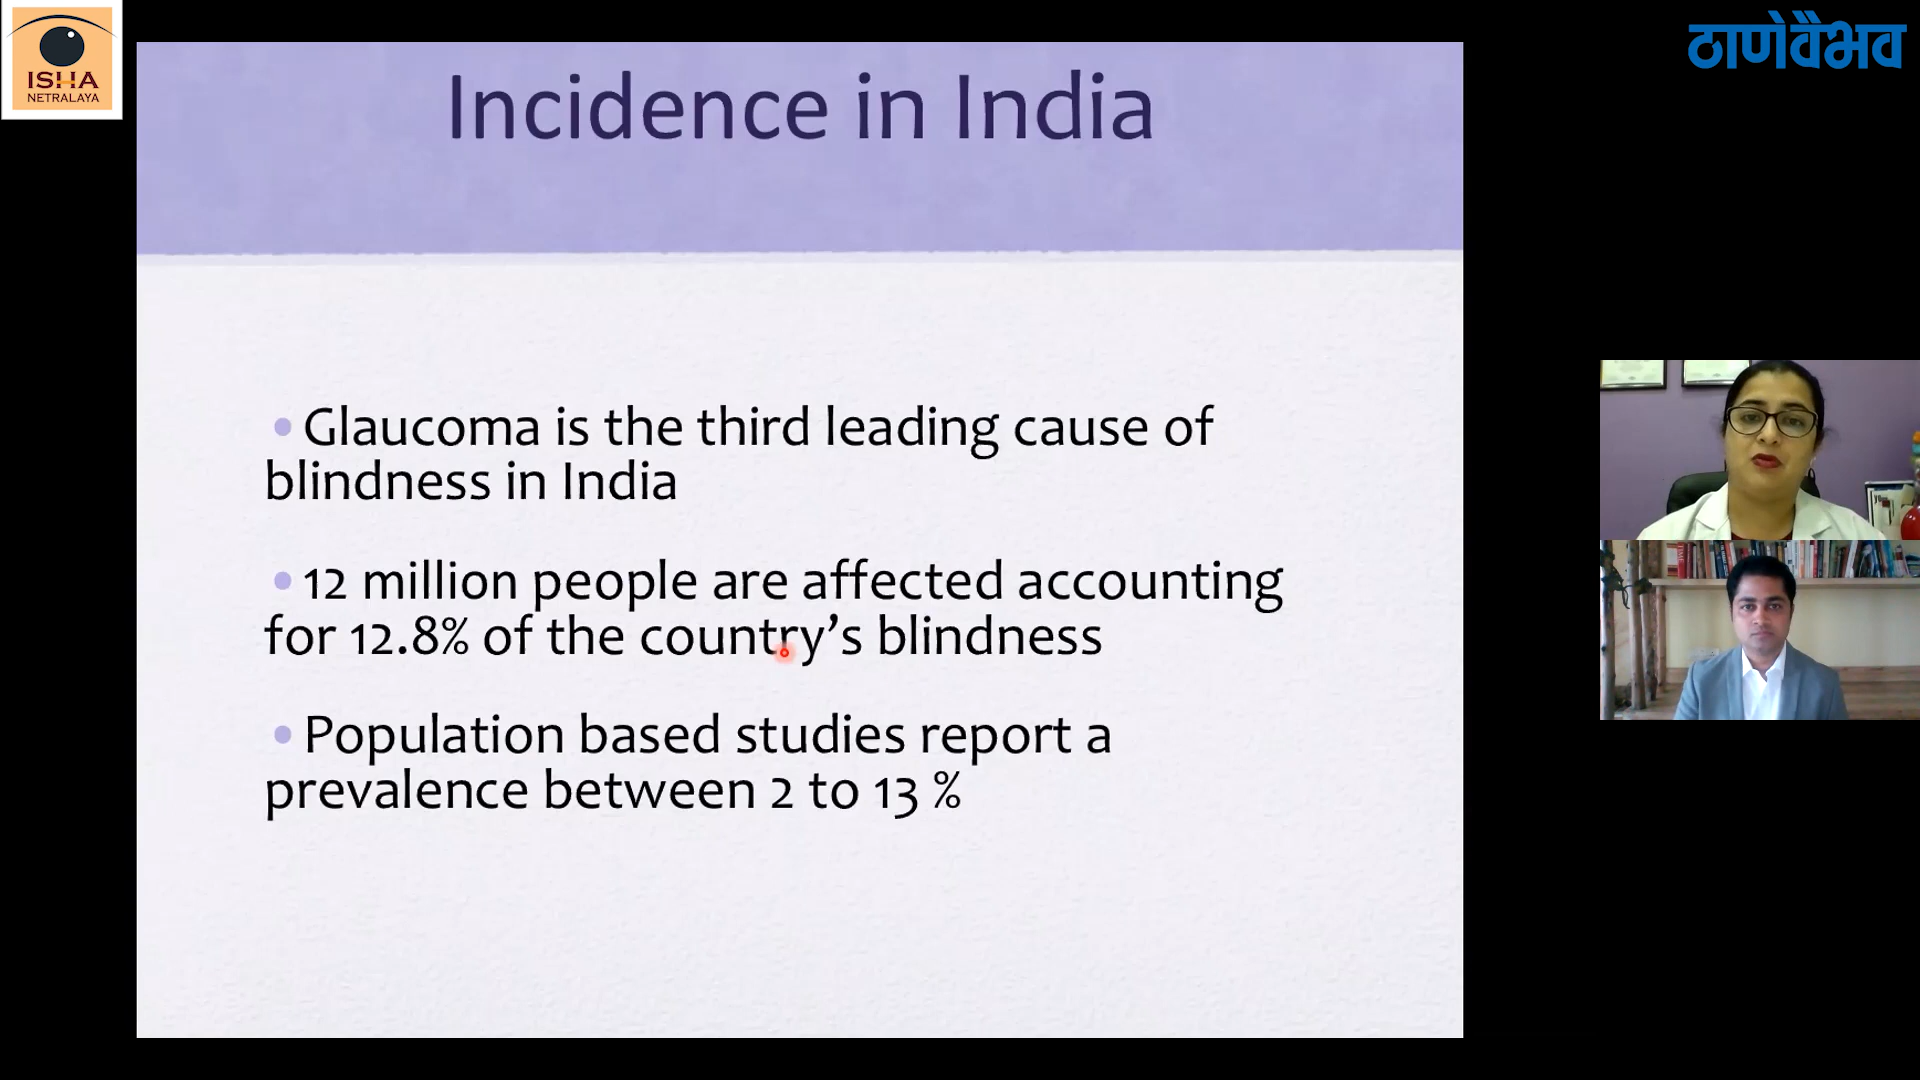 ISHA
NETRALAYA
ठाणेवैभव
Incidence in India
•Glaucoma is the third leading cause of
blindness in India
•12 million people are affected accounting
for 12.8% of the country’s blindness
•Population based studies report a
prevalence between 2 to 13 %